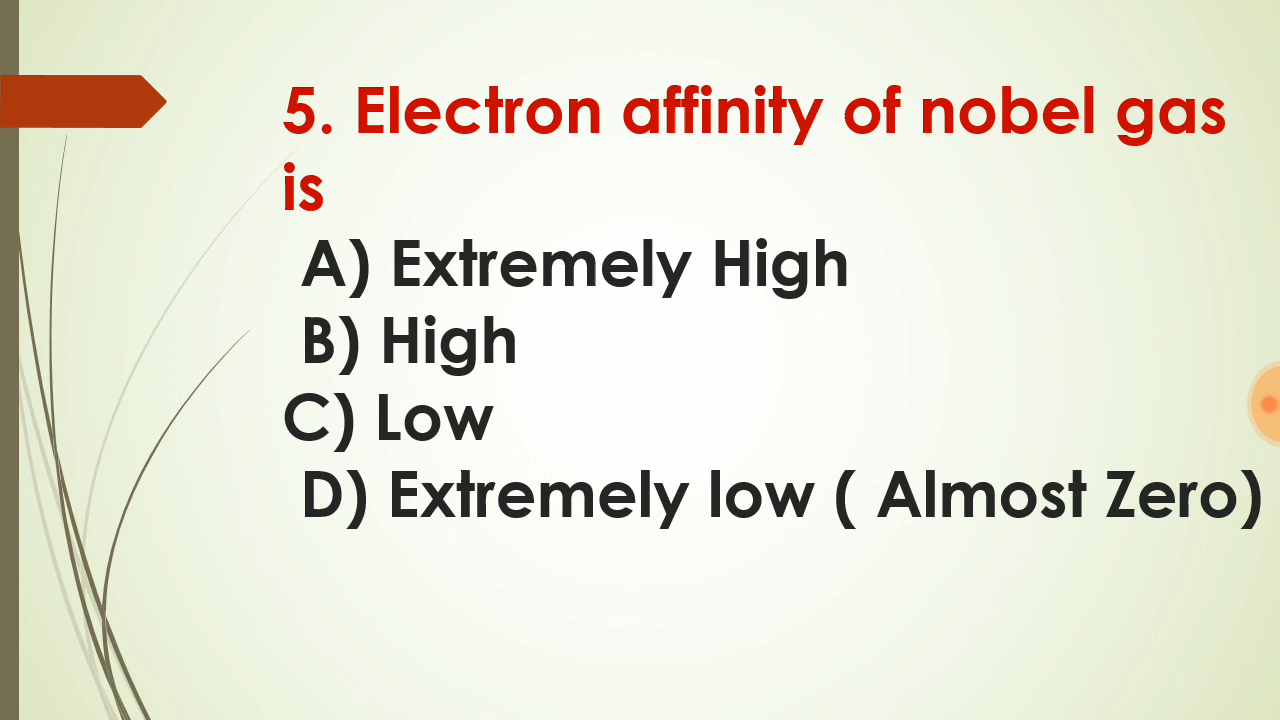 5. Electron affinity of nobel gas
is
A) Extremely High
B) High
C) Low
D) Extremely low ( Almost Zero)